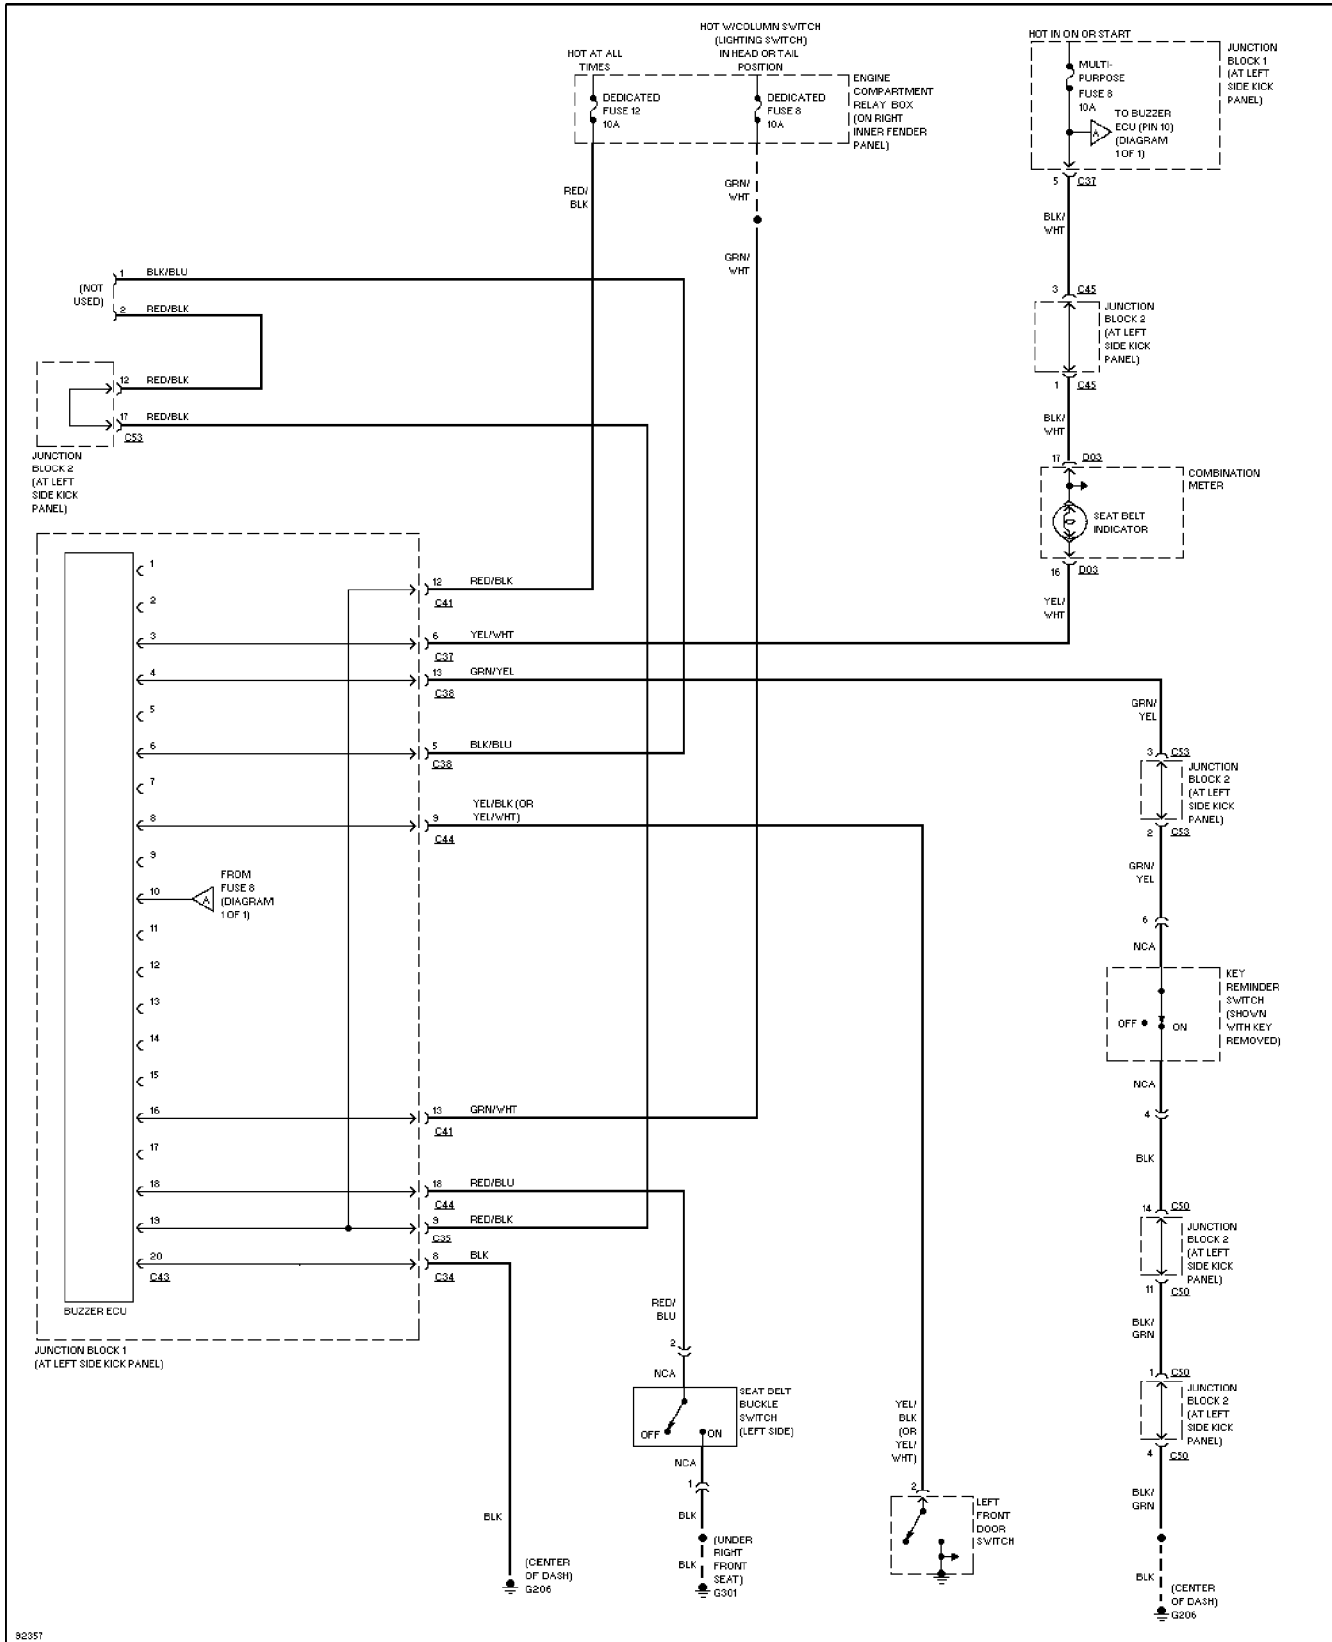 HOT W/COLUMN SWITCH
(LIGHTING SWITCH)
IN HEAD OR TAIL
POSITION
HOT AT ALL
TIMES
DEDICATED
FUSE 12
10A
DEDICATED
FUSE 8
10A
ENGINE
COMPARTMENT
RELAY BOX
(ON RIGHT
INNER FENDER
PANEL)
HOT IN ON OR START
MULTI-
PURPOSE
FUSE 8
10A
TO BUZZER
ECU (PIN 10)
(DIAGRAM
1 OF 1)
A
JUNCTION
BLOCK 1
(AT LEFT
SIDE KICK
PANEL)
5 C37
RED/
BLK
GRN/
WHT
GRN/
WHT
BLK/
WHT
3 C45
JUNCTION
BLOCK 2
(AT LEFT
SIDE KICK
PANEL)
1 C45
BLK/
WHT
17 D03
COMBINATION
METER
SEAT BELT
INDICATOR
16 D03
YEL/
WHT
(NOT
USED)
1 BLK/BLU
2 RED/BLK
12 RED/BLK
17 RED/BLK
C53
JUNCTION
BLOCK 2
(AT LEFT
SIDE KICK
PANEL)
1
2
3
4
5
6
7
8
9
10
11
12
13
14
15
16
17
18
19
20
C43
A
FROM
FUSE 8
(DIAGRAM
1 OF 1)
BUZZER ECU
JUNCTION BLOCK 1
(AT LEFT SIDE KICK PANEL)
12 RED/BLK
C41
6 YEL/WHT
C37
13 GRN/YEL
C38
5 BLK/BLU
C38
YEL/BLK (OR
YEL/WHT)
9
C44
13 GRN/WHT
C41
18 RED/BLU
C44
9 RED/BLK
C35
8 BLK
C34
GRN/
YEL
3 C53
JUNCTION
BLOCK 2
(AT LEFT
SIDE KICK
PANEL)
2 C53
GRN/
YEL
6
NCA
KEY
REMINDER
SWITCH
(SHOWN
WITH KEY
REMOVED)
OFF ON
NCA
4
BLK
14 C50
JUNCTION
BLOCK 2
(AT LEFT
SIDE KICK
PANEL)
11 C50
BLK/
GRN
1 C50
JUNCTION
BLOCK 2
(AT LEFT
SIDE KICK
PANEL)
4 C50
BLK/
GRN
BLK
(CENTER
OF DASH)
G206
RED/
BLU
2
NCA
SEAT BELT
BUCKLE
SWITCH
(LEFT SIDE)
OFF ON
NCA
1
BLK
BLK
(UNDER
RIGHT
FRONT
SEAT)
G301
BLK
(CENTER
OF DASH)
G206
YEL/
BLK
(OR
YEL/
WHT)
2
LEFT
FRONT
DOOR
SWITCH
92357